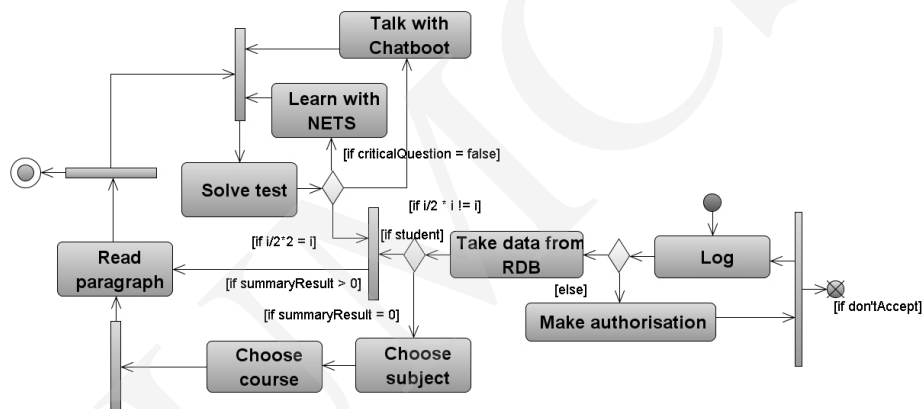 Talk with
Chatboot
Learn with
NETS
[if criticalQuestion = false]
Solve test
[if i/2 * i != i]
[if student]
[if i/2*2 = i]
Take data from
RDB
Log
Read
paragraph
[if summaryResult > 0]
[else]
[if don'tAccept]
[if summaryResult = 0]
Make authorisation
Choose
course
Choose
subject